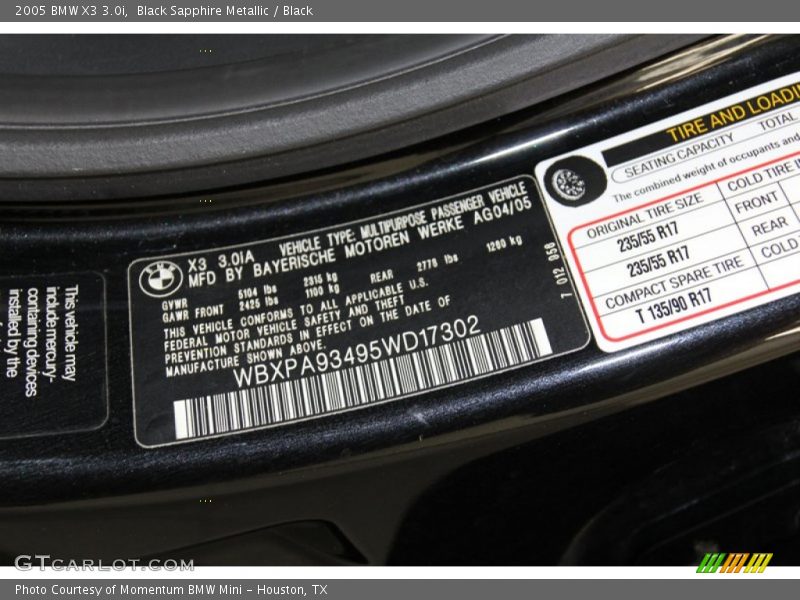 2005 BMW X3 3.0i,  Black Sapphire Metallic / Black
TIRE AND LOADI
SEATING CAPACITY
TOTAL
The combined weight of occupants and
ORIGINAL TIRE SIZE
COLD TIRE I
235/55 R17
FRONT
235/55 R17
REAR
COMPACT SPARE TIRE
COLD
T 135/90 R17
BMW
X3 3.0iA VEHICLE TYPE: MULTIPURPOSE PASSENGER VEHICLE
MFD BY BAYERISCHE MOTOREN WERKE AG04/05
GVWR 5104 lbs 2315 kg
GAWR FRONT 2425 lbs 1100 kg REAR 2778 lbs 1260 kg
THIS VEHICLE CONFORMS TO ALL APPLICABLE U.S.
FEDERAL MOTOR VEHICLE SAFETY AND THEFT
PREVENTION STANDARDS IN EFFECT ON THE DATE OF
MANUFACTURE SHOWN ABOVE.
WBXPA93495WD17302
7 012 050
This vehicle may
include mercury-
containing devices
installed by the
GTCARLOT.COM
Photo Courtesy of Momentum BMW Mini - Houston, TX